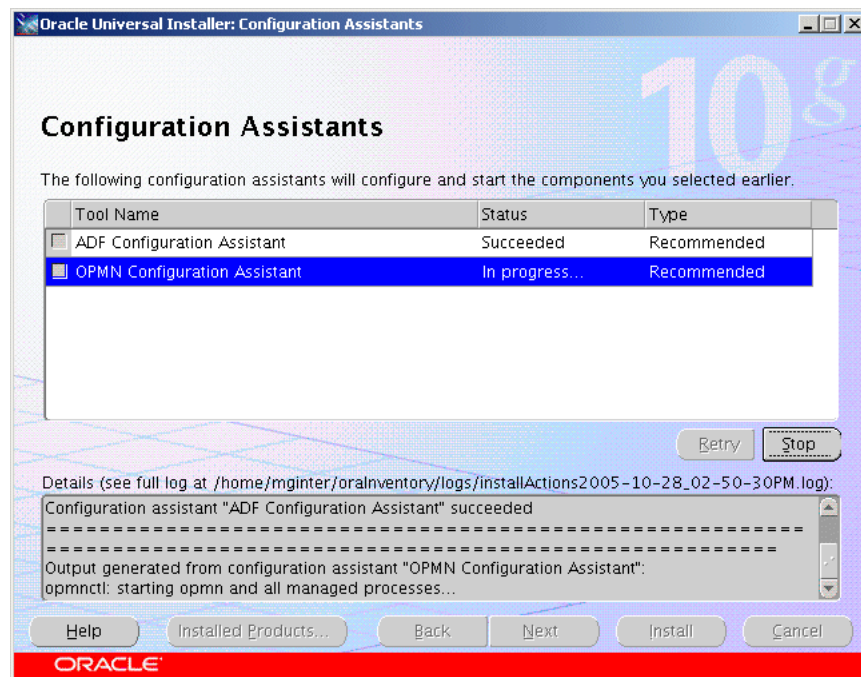 Oracle Universal Installer: Configuration Assistants
10g
Configuration Assistants
The following configuration assistants will configure and start the components you selected earlier.
Tool Name Status Type
ADF Configuration Assistant Succeeded Recommended
OPMN Configuration Assistant In progress... Recommended
Retry Stop
Details (see full log at /home/mginter/oraInventory/logs/installActions2005-10-28_02-50-30PM.log):
Configuration assistant "ADF Configuration Assistant" succeeded
==========================================================
========================================================
Output generated from configuration assistant "OPMN Configuration Assistant":
opmnctl: starting opmn and all managed processes...
Help Installed Products... Back Next Install Cancel
ORACLE